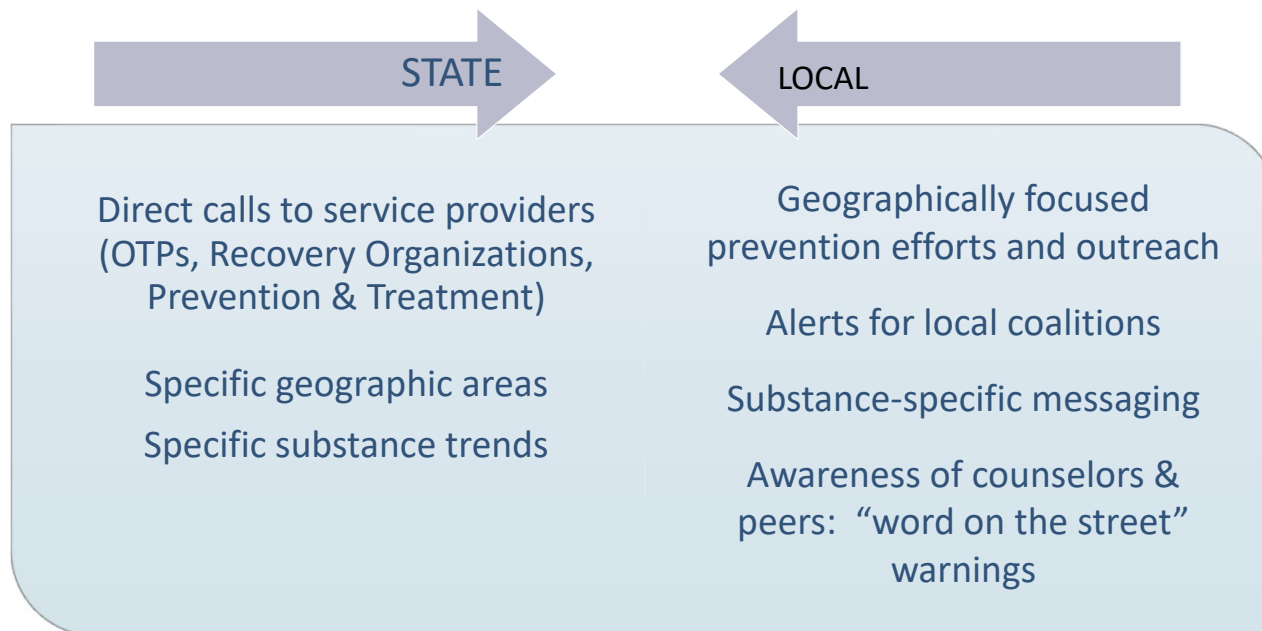 STATE
LOCAL
Direct calls to service providers
(OTPs, Recovery Organizations,
Prevention & Treatment)
Specific geographic areas
Specific substance trends
Geographically focused
prevention efforts and outreach
Alerts for local coalitions
Substance-specific messaging
Awareness of counselors &
peers:  “word on the street”
warnings